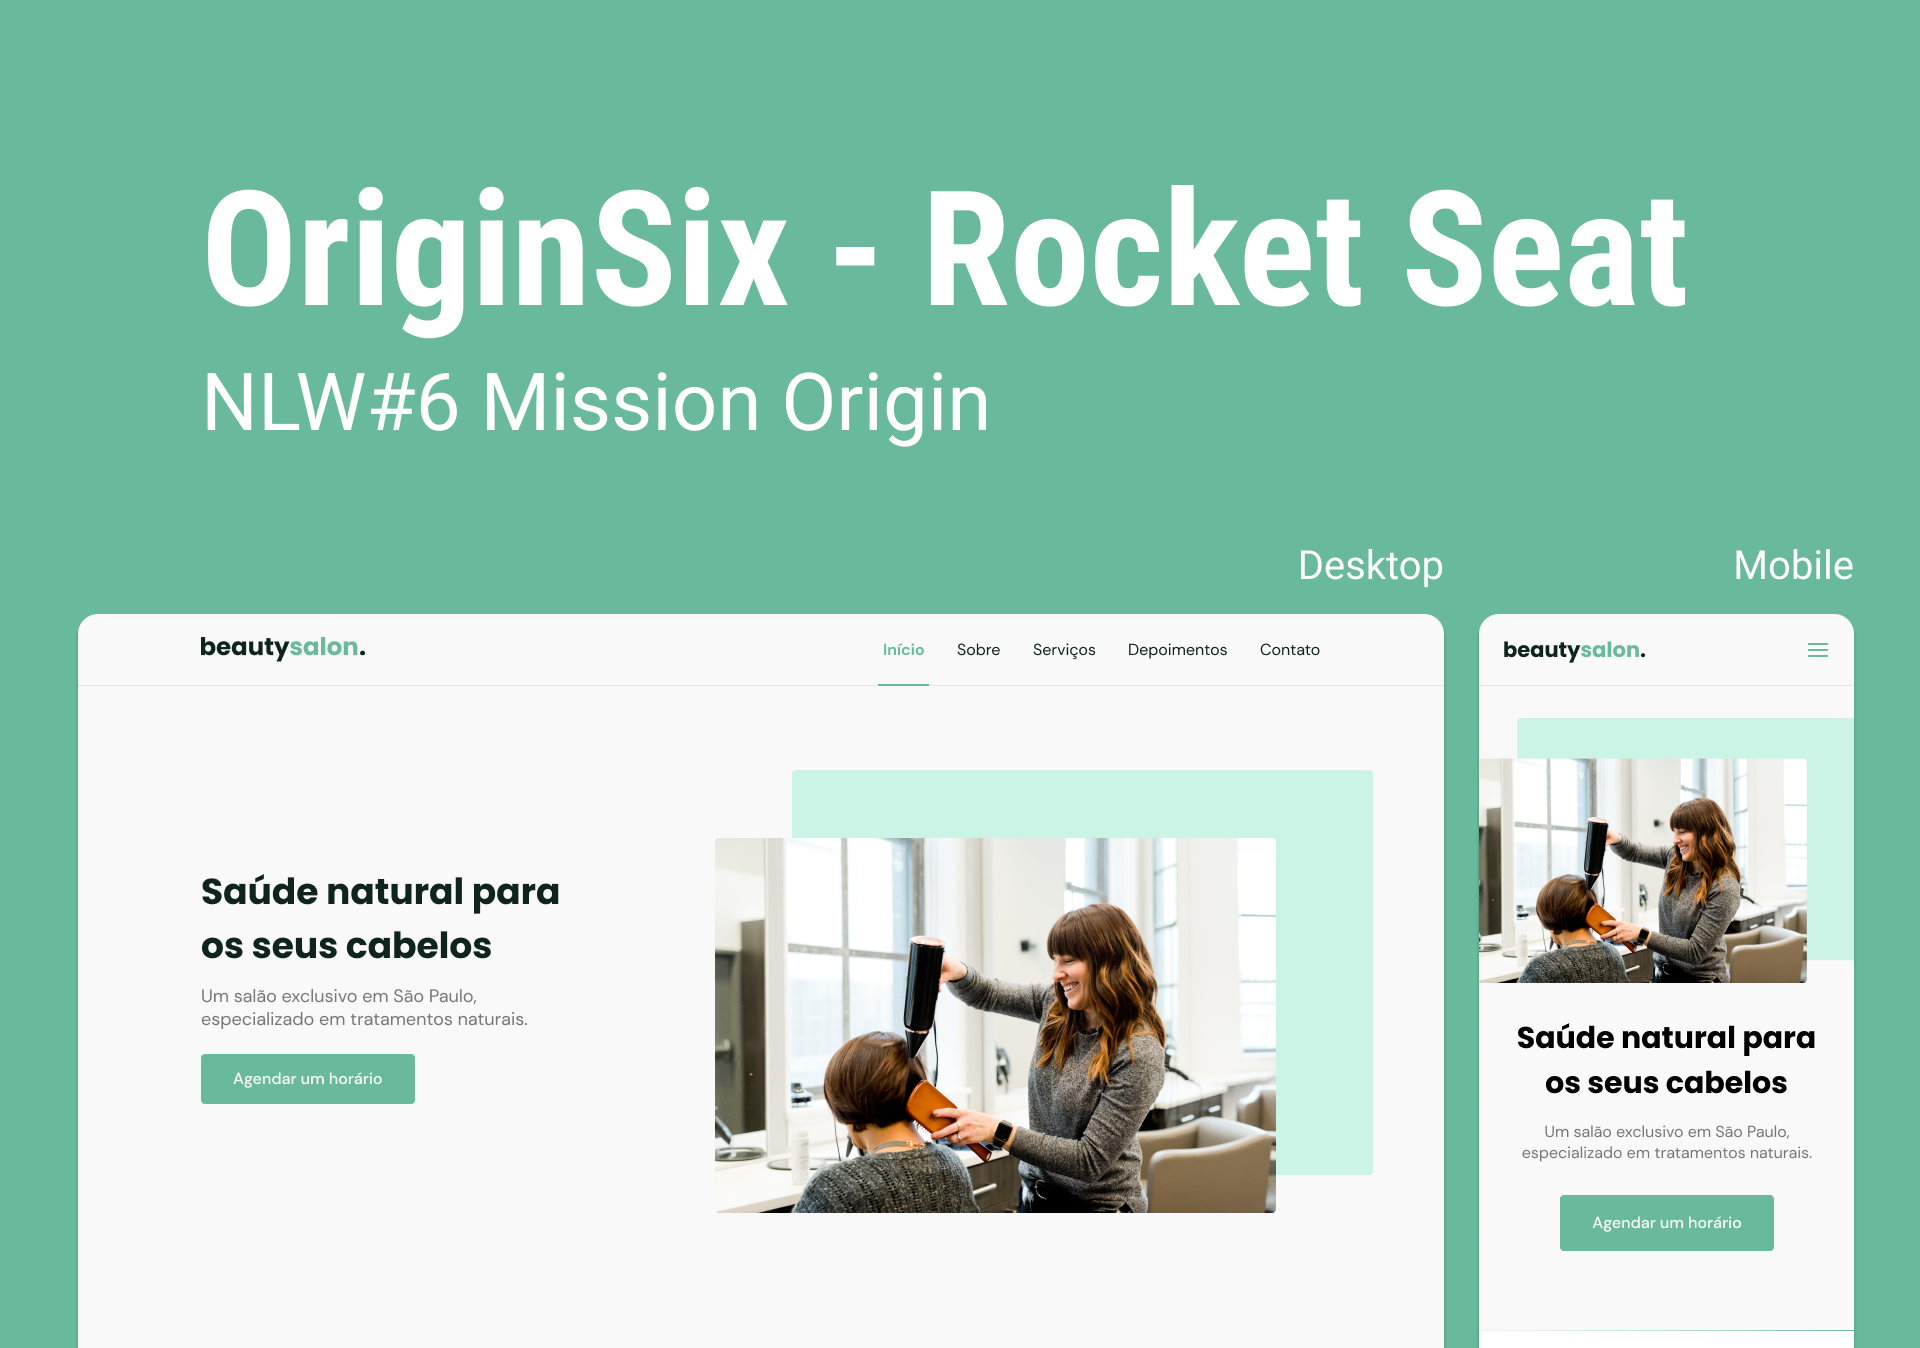 OriginSix - Rocket Seat
NLW#6 Mission Origin
Desktop
Mobile
beautysalon.
Início
Sobre
Serviços
Depoimentos
Contato
Saúde natural para
os seus cabelos
Um salão exclusivo em São Paulo,
especializado em tratamentos naturais.
Agendar um horário
beautysalon.
Saúde natural para
os seus cabelos
Um salão exclusivo em São Paulo,
especializado em tratamentos naturais.
Agendar um horário